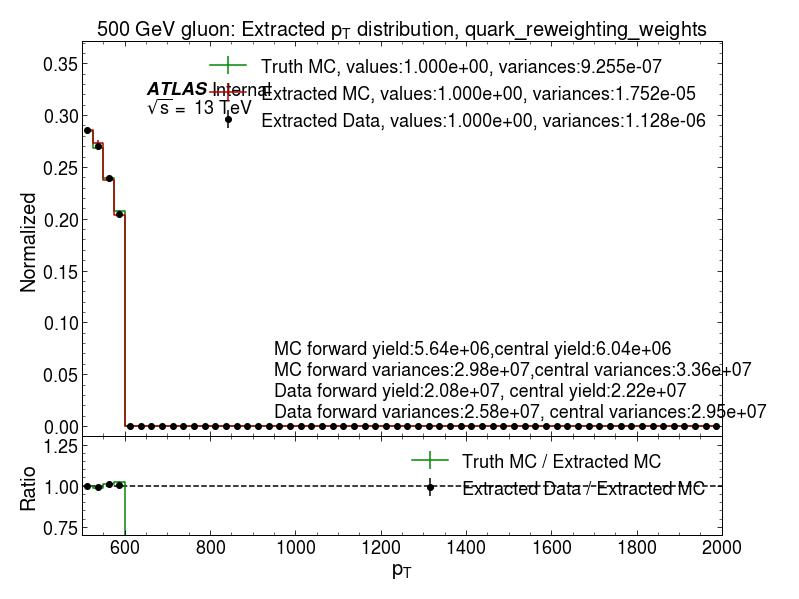 500 GeV gluon: Extracted pT distribution, quark_reweighting_weights
Normalized
0.35
0.30
0.25
0.20
0.15
0.10
0.05
0.00
ATLAS Internal
√s = 13 TeV
Truth MC, values:1.000e+00, variances:9.255e-07
Extracted MC, values:1.000e+00, variances:1.752e-05
Extracted Data, values:1.000e+00, variances:1.128e-06
MC forward yield:5.64e+06,central yield:6.04e+06
MC forward variances:2.98e+07,central variances:3.36e+07
Data forward yield:2.08e+07, central yield:2.22e+07
Data forward variances:2.58e+07, central variances:2.95e+07
Ratio
1.25
1.00
0.75
Truth MC / Extracted MC
Extracted Data / Extracted MC
600 800 1000 1200 1400 1600 1800 2000
pT